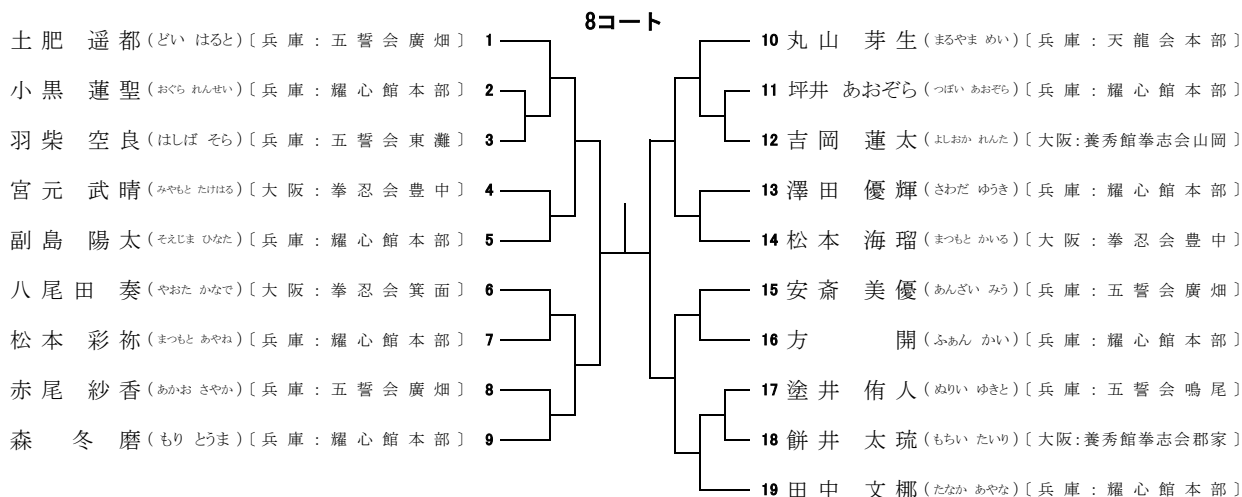 8コート
土肥 遥都 (どい はると) 〔兵庫：五誓会廣畑〕 1
小黒 蓮聖 (おぐら れんせい) 〔兵庫：耀心館本部〕 2
羽柴 空良 (はしば そら) 〔兵庫：五誓会東灘〕 3
宮元 武晴 (みやもと たけはる) 〔大阪：拳忍会豊中〕 4
副島 陽太 (そえじま ひなた) 〔兵庫：耀心館本部〕 5
八尾田 奏 (やおた かなで) 〔大阪：拳忍会箕面〕 6
松本 彩祢 (まつもと あやね) 〔兵庫：耀心館本部〕 7
赤尾 紗香 (あかお さやか) 〔兵庫：五誓会廣畑〕 8
森 冬磨 (もり とうま) 〔兵庫：耀心館本部〕 9
10 丸山 芽生 (まるやま めい) 〔兵庫：天龍会本部〕
11 坪井 あおぞら (つぼい あおぞら) 〔兵庫：耀心館本部〕
12 吉岡 蓮太 (よしおか れんた) 〔大阪：養秀館拳志会山岡〕
13 澤田 優輝 (さわだ ゆうき) 〔兵庫：耀心館本部〕
14 松本 海瑠 (まつもと かいる) 〔大阪：拳忍会豊中〕
15 安斎 美優 (あんざい みう) 〔兵庫：五誓会廣畑〕
16 方 開 (ふぁん かい) 〔兵庫：耀心館本部〕
17 塗井 侑人 (ぬりい ゆきと) 〔兵庫：五誓会鳴尾〕
18 餅井 太琉 (もちい たいり) 〔大阪：養秀館拳志会郡家〕
19 田中 文梛 (たなか あやな) 〔兵庫：耀心館本部〕